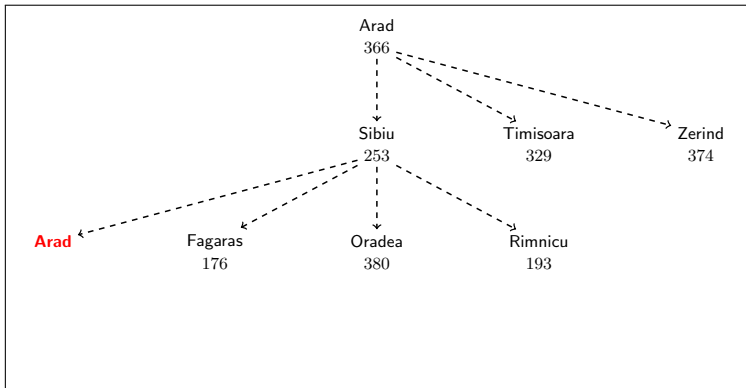 Arad
366
Sibiu Timisoara Zerind
253 329 374
Arad Fagaras Oradea Rimnicu
176 380 193